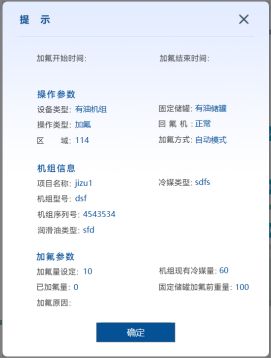 提 示
加氟开始时间: 加氟结束时间:
操作参数
设备类型: 有油机组 固定储罐: 有油储罐
操作类型: 加氟 回 氟 机 : 正常
区 域: 114 加氟方式: 自动模式
机组信息
项目名称: jizu1 冷媒类型: sdfs
机组型号: dsf
机组序列号: 4543534
润滑油类型: sfd
加氟参数
加氟量设定: 10 机组现有冷媒量: 60
已加氟量: 0 固定储罐加氟前重量: 100
加氟原因:
确定